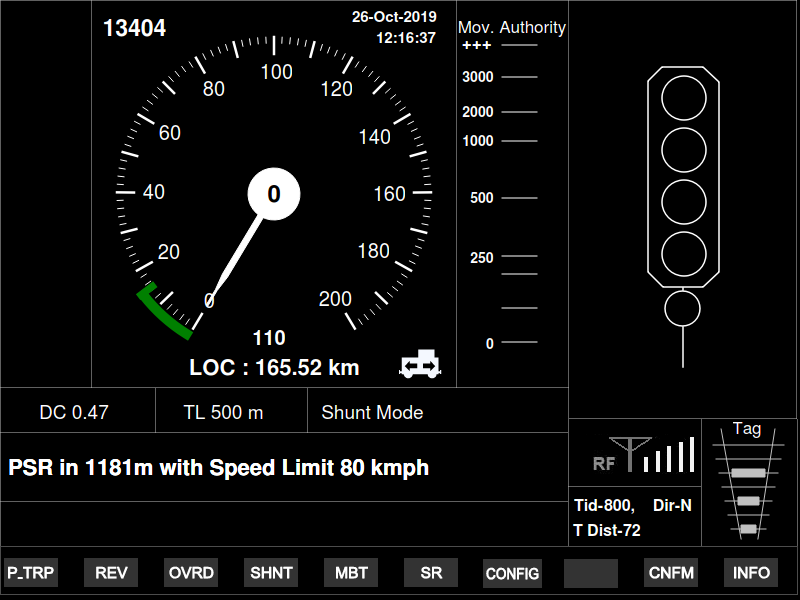 13404
26-Oct-2019
12:16:37
0
20
40
60
80
100
120
140
160
180
200
0
110
LOC : 165.52 km
Mov. Authority
+++
3000
2000
1000
500
250
0
DC 0.47
TL 500 m
Shunt Mode
PSR in 1181m with Speed Limit 80 kmph
RF
Tid-800, Dir-N
T Dist-72
Tag
P_TRP
REV
OVRD
SHNT
MBT
SR
CONFIG
CNFM
INFO